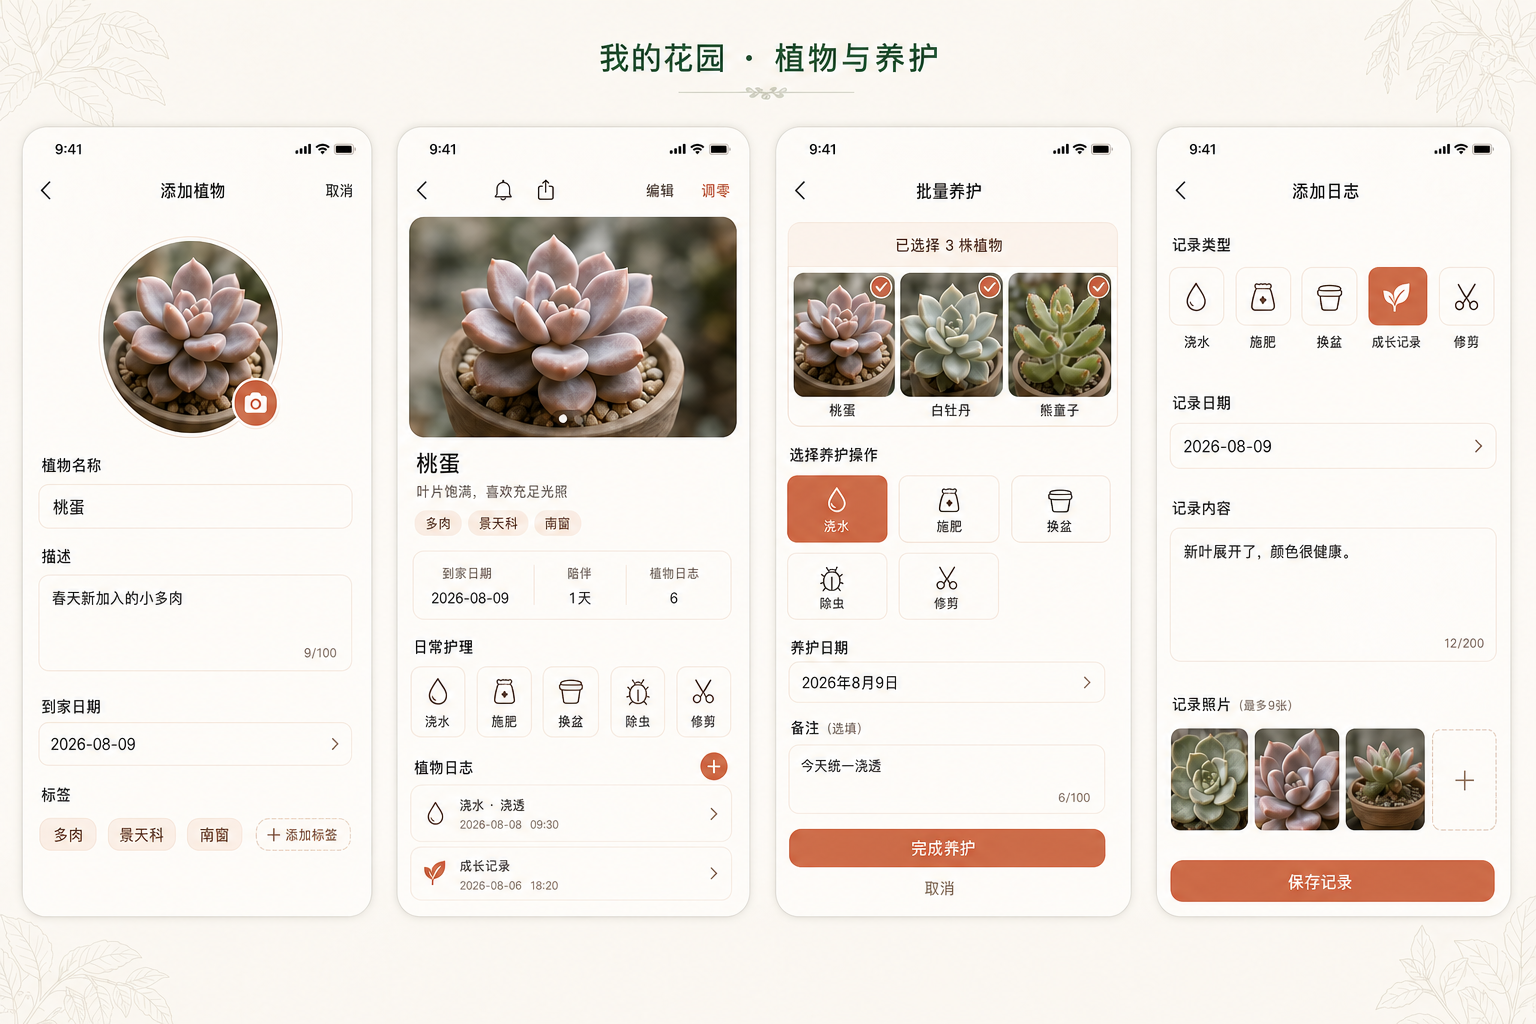 我的花园 · 植物与养护
9:41
添加植物
取消
植物名称
桃蛋
描述
春天新加入的小多肉
9/100
到家日期
2026-08-09
标签
多肉
景天科
南窗
添加标签
9:41
编辑
调零
桃蛋
叶片饱满，喜欢充足光照
多肉
景天科
南窗
到家日期
陪伴
植物日志
2026-08-09
1天
6
日常护理
浇水
施肥
换盆
除虫
修剪
植物日志
浇水 · 浇透
2026-08-08 09:30
成长记录
2026-08-06 18:20
9:41
批量养护
已选择 3 株植物
桃蛋
白牡丹
熊童子
选择养护操作
浇水
施肥
换盆
除虫
修剪
养护日期
2026年8月9日
备注（选填）
今天统一浇透
6/100
完成养护
取消
9:41
添加日志
记录类型
浇水
施肥
换盆
成长记录
修剪
记录日期
2026-08-09
记录内容
新叶展开了，颜色很健康。
12/200
记录照片（最多9张）
保存记录